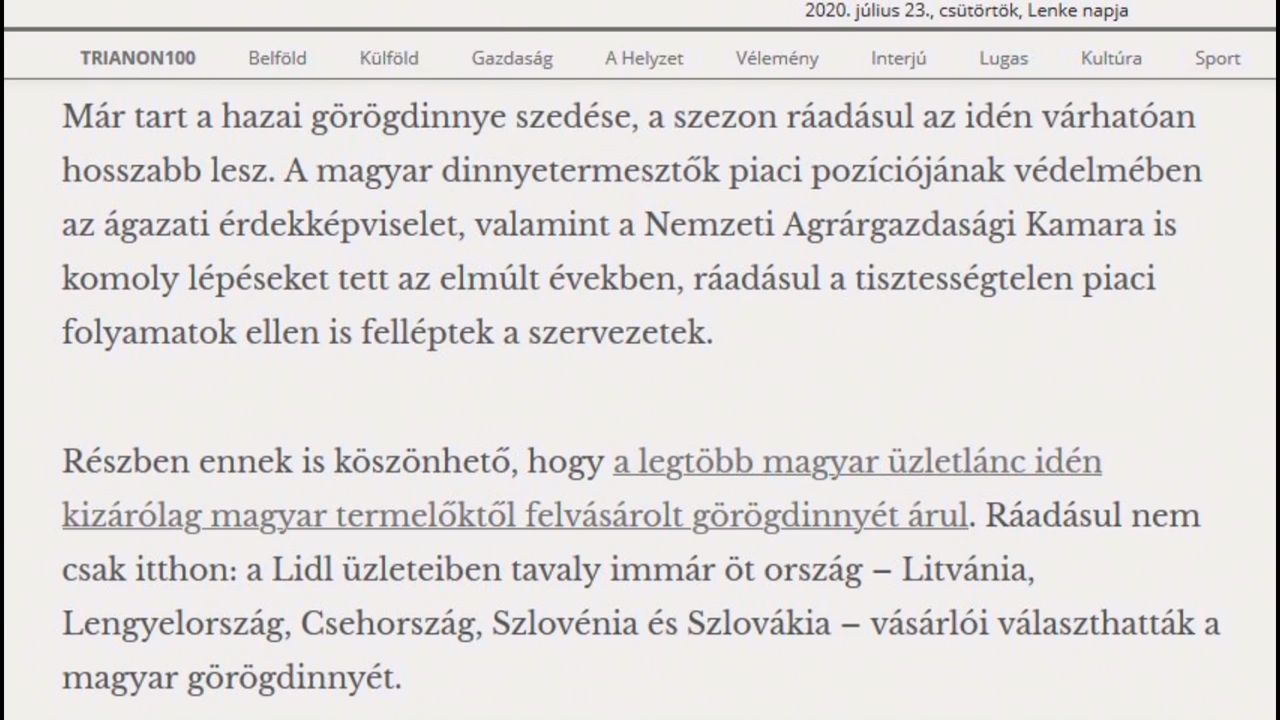 2020. július 23., csütörtök, Lenke napja
TRIANON100 Belföld Külföld Gazdaság A Helyzet Vélemény Interjú Lugas Kultúra Sport
Már tart a hazai görögdinnye szedése, a szezon ráadásul az idén várhatóan
hosszabb lesz. A magyar dinnyetermesztők piaci pozíciójának védelmében
az ágazati érdekképviselet, valamint a Nemzeti Agrárgazdasági Kamara is
komoly lépéseket tett az elmúlt években, ráadásul a tisztességtelen piaci
folyamatok ellen is felléptek a szervezetek.
Részben ennek is köszönhető, hogy a legtöbb magyar üzletlánc idén
kizárólag magyar termelőktől felvásárolt görögdinnyét árul. Ráadásul nem
csak itthon: a Lidl üzleteiben tavaly immár öt ország – Litvánia,
Lengyelország, Csehország, Szlovénia és Szlovákia – vásárlói választhatták a
magyar görögdinnyét.